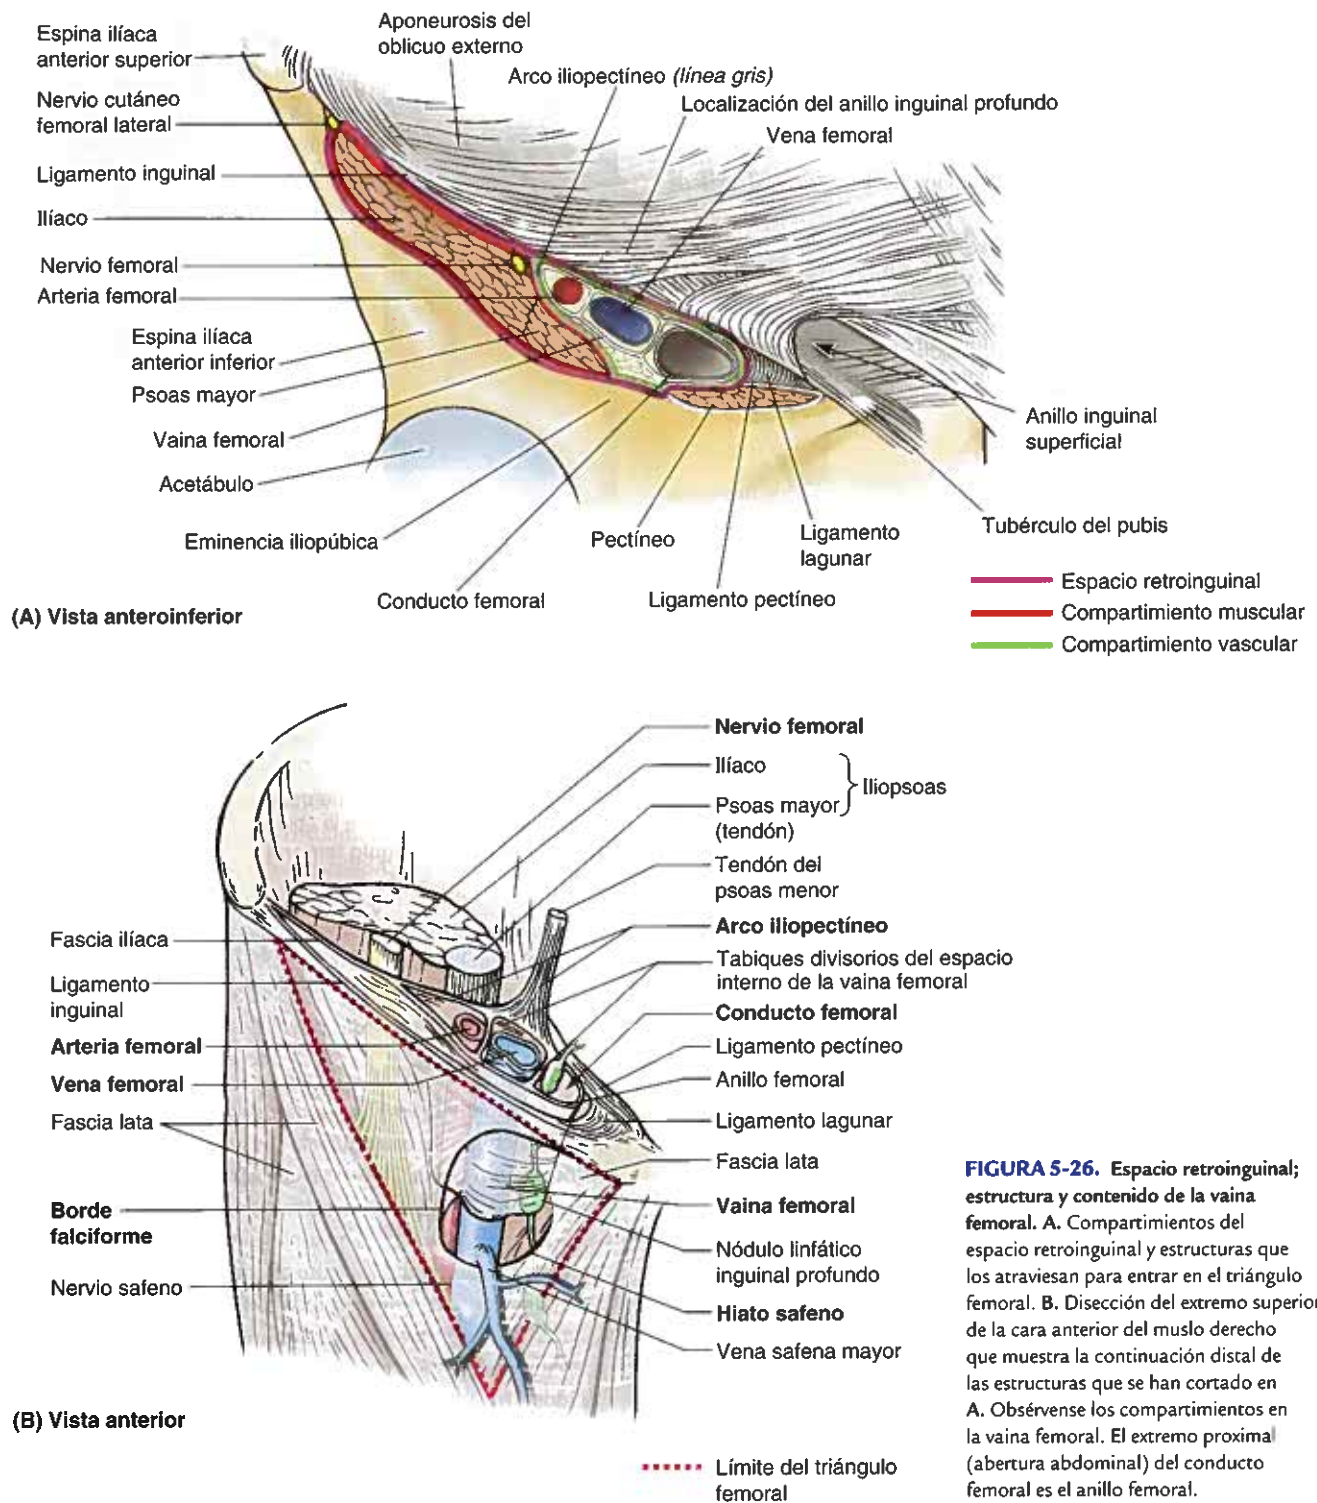 Espina ilíaca
anterior superior
Aponeurosis del
oblicuo externo
Arco iliopectíneo (línea gris)
Nervio cutáneo
femoral lateral
Localización del anillo inguinal profundo
Vena femoral
Ligamento inguinal
Ilíaco
Nervio femoral
Arteria femoral
Espina ilíaca
anterior inferior
Psoas mayor
Vaina femoral
Acetábulo
Eminencia iliopúbica
Conducto femoral
Pectíneo
Ligamento pectíneo
Ligamento
lagunar
Anillo inguinal
superficial
Tubérculo del pubis
(A) Vista anteroinferior
Espacio retroinguinal
Compartimiento muscular
Compartimiento vascular
Nervio femoral
Ilíaco
Iliopsoas
Psoas mayor
(tendón)
Tendón del
psoas menor
Arco iliopectíneo
Tabiques divisorios del espacio
interno de la vaina femoral
Conducto femoral
Ligamento pectíneo
Anillo femoral
Ligamento lagunar
Fascia lata
Vaina femoral
Nódulo linfático
inguinal profundo
Hiato safeno
Vena safena mayor
Fascia ilíaca
Ligamento
inguinal
Arteria femoral
Vena femoral
Fascia lata
Borde
falciforme
Nervio safeno
(B) Vista anterior
Límite del triángulo
femoral
FIGURA 5-26. Espacio retroinguinal;
estructura y contenido de la vaina
femoral. A. Compartimientos del
espacio retroinguinal y estructuras que
los atraviesan para entrar en el triángulo
femoral. B. Disección del extremo superior
de la cara anterior del muslo derecho
que muestra la continuación distal de
las estructuras que se han cortado en
A. Obsérvense los compartimientos en
la vaina femoral. El extremo proximal
(abertura abdominal) del conducto
femoral es el anillo femoral.